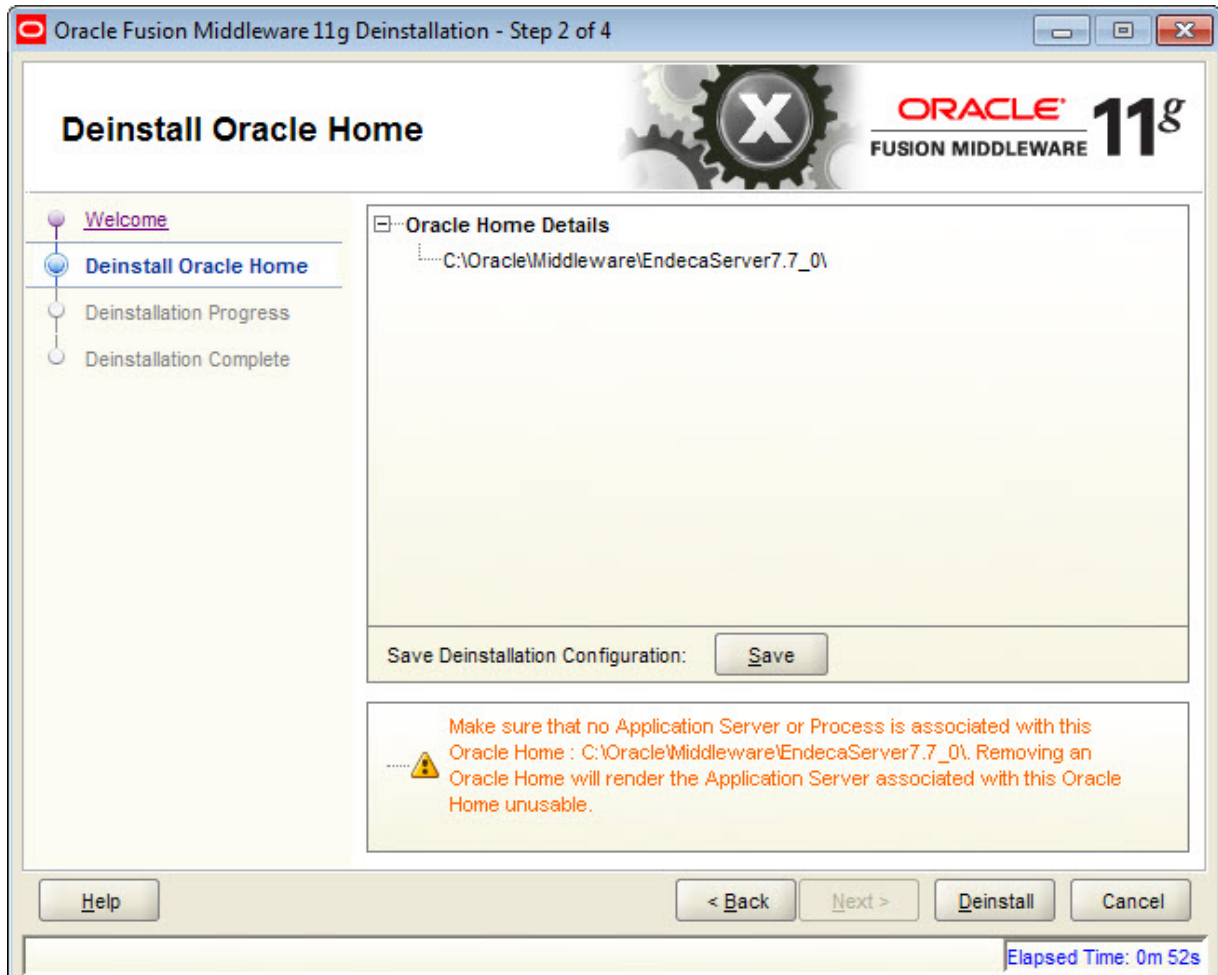 Oracle Fusion Middleware 11g Deinstallation - Step 2 of 4
Deinstall Oracle Home
ORACLE
FUSION MIDDLEWARE
11g
Welcome
Deinstall Oracle Home
Deinstallation Progress
Deinstallation Complete
Oracle Home Details
C:\Oracle\Middleware\EndecaServer7.7_0\
Save Deinstallation Configuration:
Save
Make sure that no Application Server or Process is associated with this
Oracle Home : C:\Oracle\Middleware\EndecaServer7.7_0\. Removing an
Oracle Home will render the Application Server associated with this Oracle
Home unusable.
Help
< Back
Next >
Deinstall
Cancel
Elapsed Time: 0m 52s